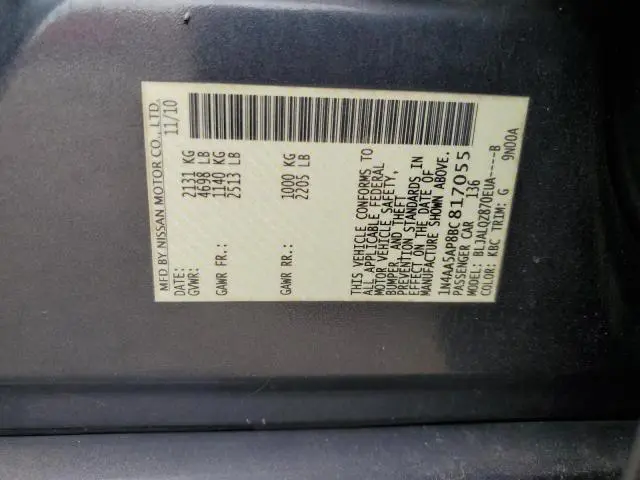 MFD BY NISSAN MOTOR CO., LTD.
DATE: 11/10
GVWR: 2131 KG
4698 LB
GAWR FR.: 1140 KG
2513 LB
GAWR RR.: 1000 KG
2205 LB
THIS VEHICLE CONFORMS TO
ALL APPLICABLE FEDERAL
MOTOR VEHICLE SAFETY,
BUMPER, AND THEFT
PREVENTION STANDARDS IN
EFFECT ON THE DATE OF
MANUFACTURE SHOWN ABOVE.
1N4AA5AP8BC817055
PASSENGER CAR 136
MODEL: BLJALQZ870EUA----B
COLOR: KBC TRIM: G 9N00A